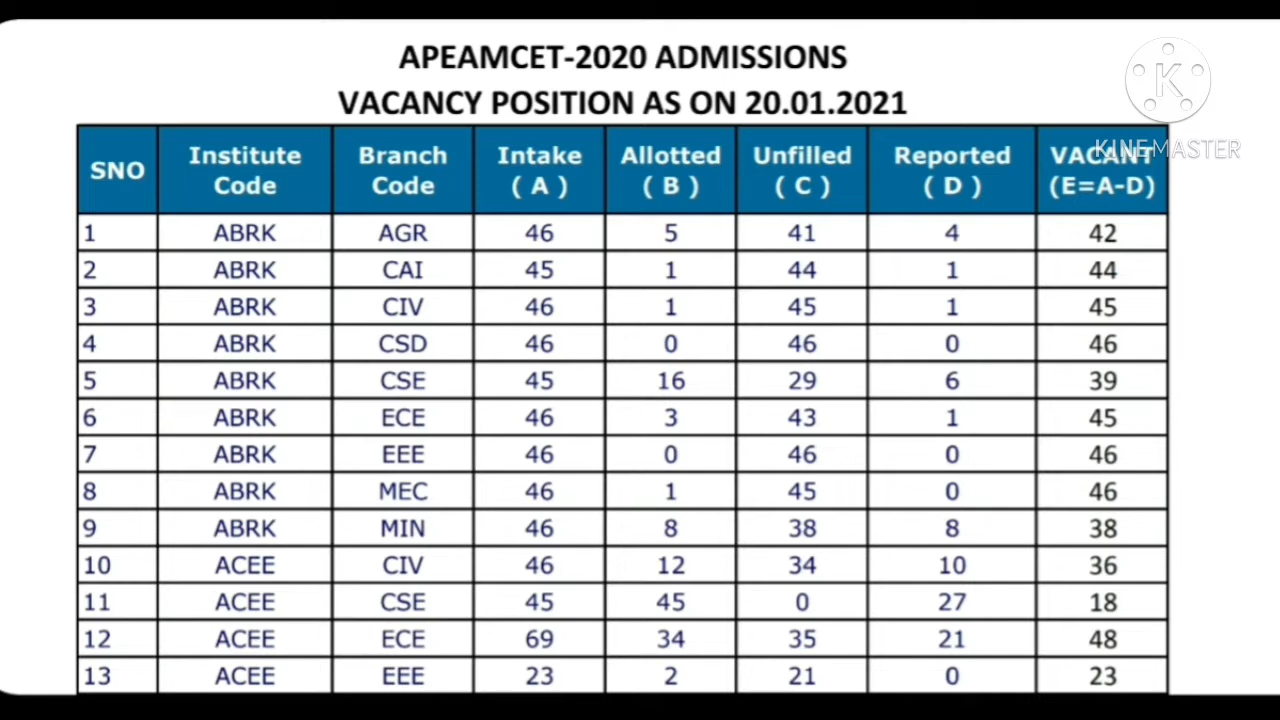 APEAMCET-2020 ADMISSIONS
VACANCY POSITION AS ON 20.01.2021
K
KINEMASTER
SNO Institute Code Branch Code Intake ( A ) Allotted ( B ) Unfilled ( C ) Reported ( D ) VACANT (E=A-D)
1 ABRK AGR 46 5 41 4 42
2 ABRK CAI 45 1 44 1 44
3 ABRK CIV 46 1 45 1 45
4 ABRK CSD 46 0 46 0 46
5 ABRK CSE 45 16 29 6 39
6 ABRK ECE 46 3 43 1 45
7 ABRK EEE 46 0 46 0 46
8 ABRK MEC 46 1 45 0 46
9 ABRK MIN 46 8 38 8 38
10 ACEE CIV 46 12 34 10 36
11 ACEE CSE 45 45 0 27 18
12 ACEE ECE 69 34 35 21 48
13 ACEE EEE 23 2 21 0 23